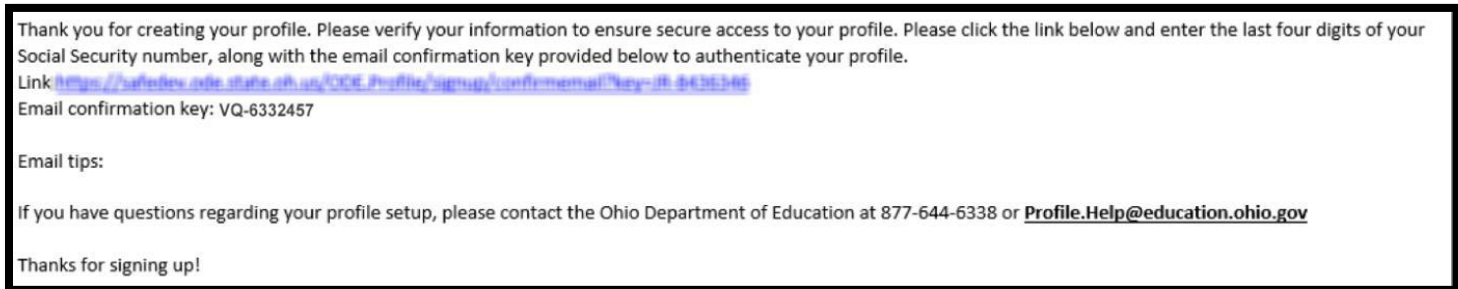 Thank you for creating your profile. Please verify your information to ensure secure access to your profile. Please click the link below and enter the last four digits of your
Social Security number, along with the email confirmation key provided below to authenticate your profile.
Link
Email confirmation key: VQ-6332457
Email tips:
If you have questions regarding your profile setup, please contact the Ohio Department of Education at 877-644-6338 or Profile.Help@education.ohio.gov
Thanks for signing up!